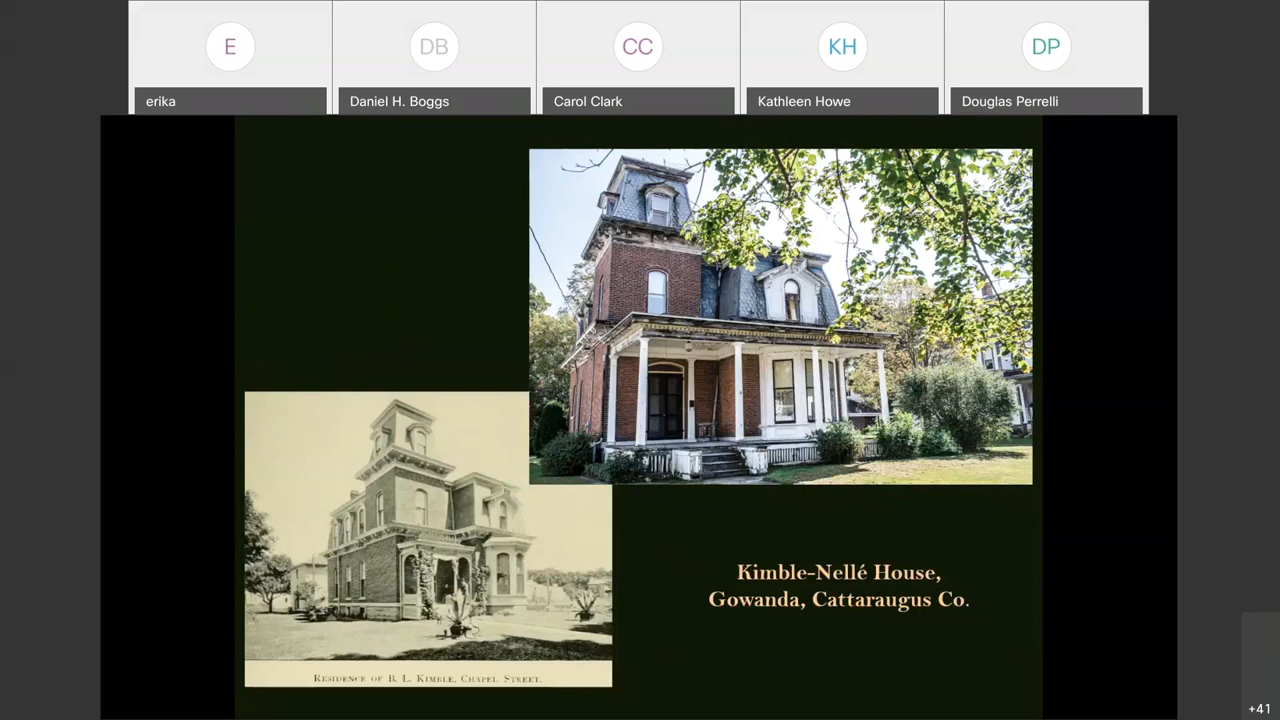 E
DB
CC
KH
DP
erika
Daniel H. Boggs
Carol Clark
Kathleen Howe
Douglas Perrelli
Kimble-Nellé House,
Gowanda, Cattaraugus Co.
Residence of B. L. Kimble, Chapel Street.
+41